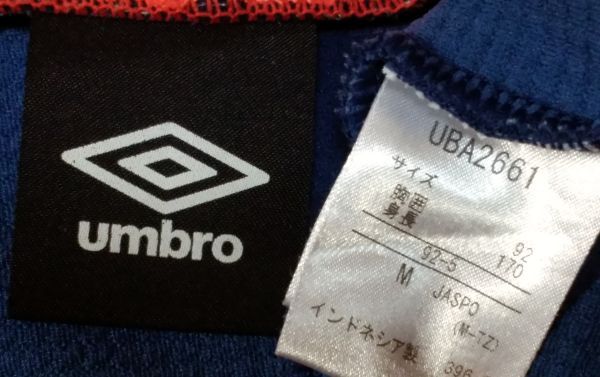 umbro
UBA2661
サイズ
胸囲 92
身長 170
92-5
M JASPO
(M-TZ)
インドネシア製 396